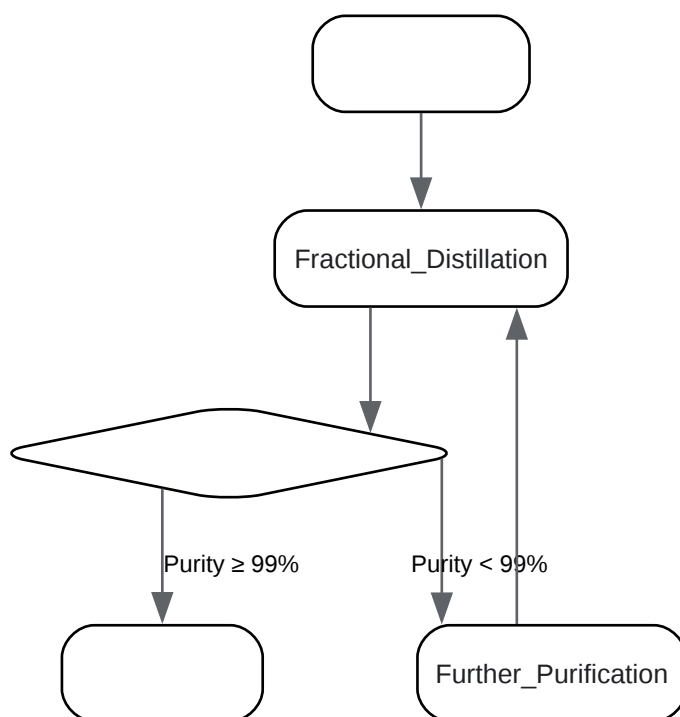 Fractional_Distillation
Purity ≥ 99%
Purity < 99%
Further_Purification